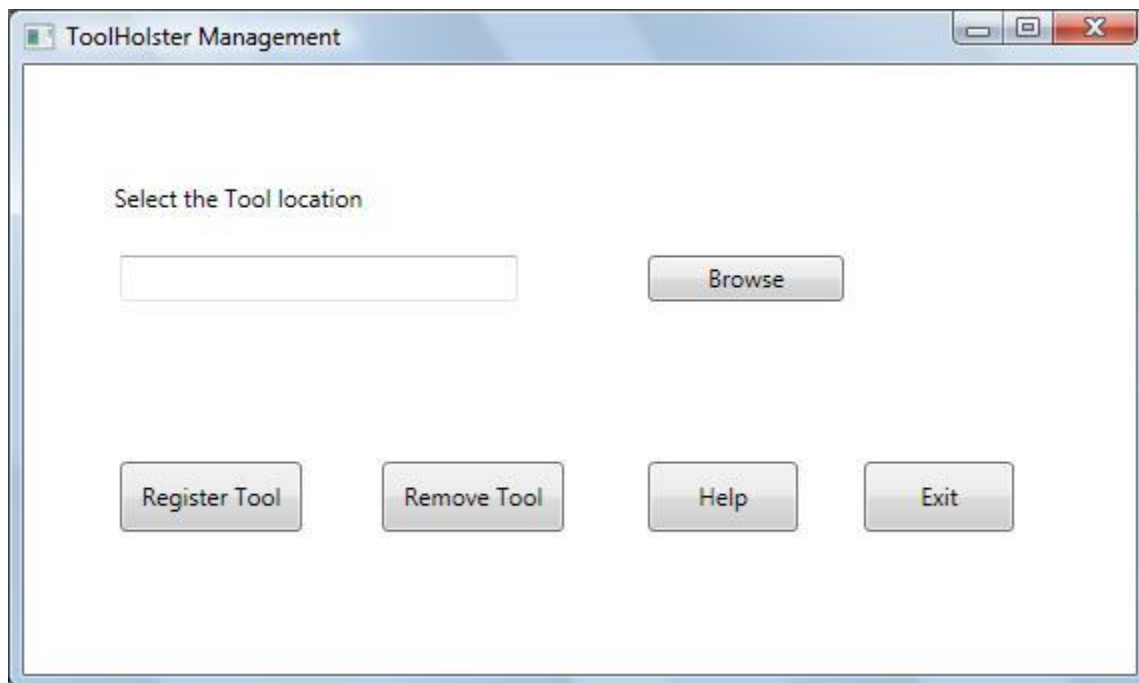 ToolHolster Management
Select the Tool location
Browse
Register Tool Remove Tool Help Exit